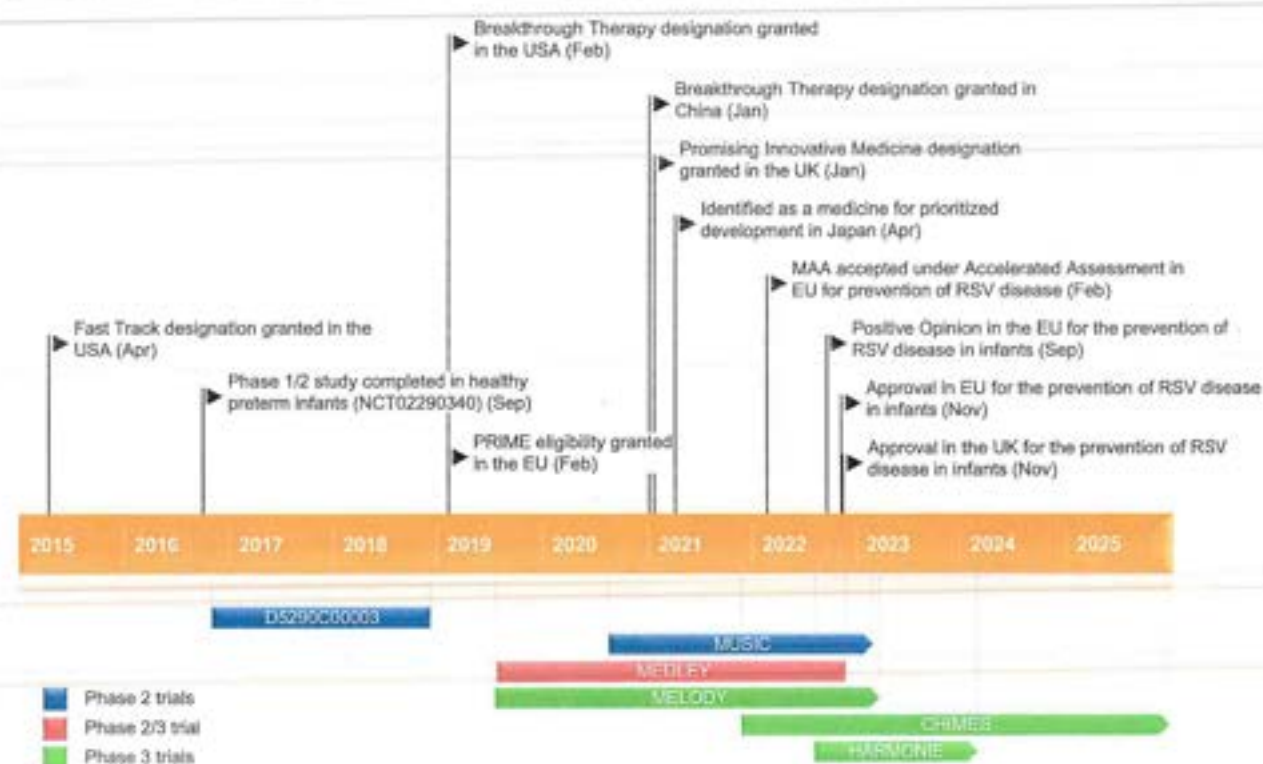 Breakthrough Therapy designation granted
in the USA (Feb)
Breakthrough Therapy designation granted in
China (Jan)
Promising Innovative Medicine designation
granted in the UK (Jan)
Identified as a medicine for prioritized
development in Japan (Apr)
MAA accepted under Accelerated Assessment in
EU for prevention of RSV disease (Feb)
Fast Track designation granted in the
USA (Apr)
Positive Opinion in the EU for the prevention of
RSV disease in infants (Sep)
Phase 1/2 study completed in healthy
preterm infants (NCT02290340) (Sep)
Approval in EU for the prevention of RSV disease
in infants (Nov)
PRIME eligibility granted
in the EU (Feb)
Approval in the UK for the prevention of RSV
disease in infants (Nov)
2015 2016 2017 2018 2019 2020 2021 2022 2023 2024 2025
D5290C00003
MUSIC
MEDLEY
MELODY
CHIMES
HARMONIE
Phase 2 trials
Phase 2/3 trial
Phase 3 trials